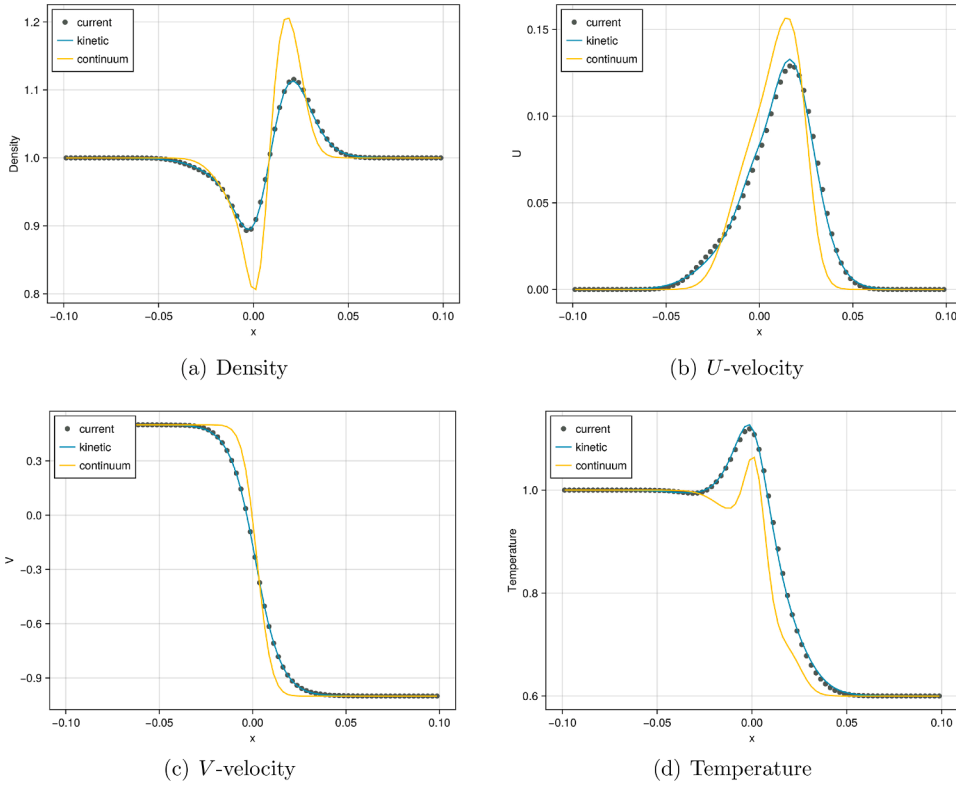 current
kinetic
continuum
1.2
1.1
1.0
0.9
0.8
Density
−0.10
−0.05
0.00
0.05
0.10
x
(a) Density
current
kinetic
continuum
0.15
0.10
0.05
0.00
U
−0.10
−0.05
0.00
0.05
0.10
x
(b) U-velocity
current
kinetic
continuum
0.3
0.0
−0.3
−0.6
−0.9
V
−0.10
−0.05
0.00
0.05
0.10
x
(c) V-velocity
current
kinetic
continuum
1.0
0.8
0.6
Temperature
−0.10
−0.05
0.00
0.05
0.10
x
(d) Temperature